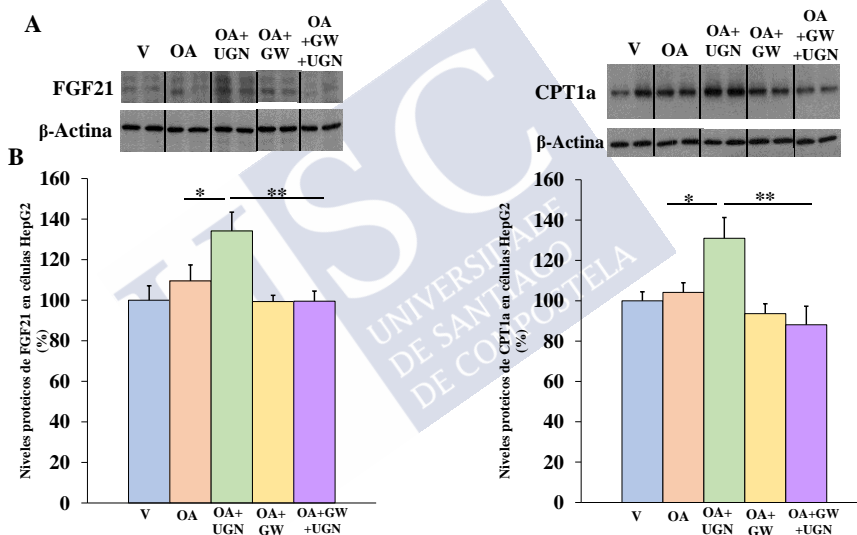 A
V
OA
OA+
UGN
OA+
GW
OA
+GW
+UGN
FGF21
β-Actina
V
OA
OA+
UGN
OA+
GW
OA
+GW
+UGN
CPT1a
β-Actina
B
Niveles proteicos de FGF21 en células HepG2
(%)
160
140
120
100
80
60
40
20
0
*
**
V
OA
OA+
UGN
OA+
GW
OA+GW
+UGN
Niveles proteicos de CPT1a en células HepG2
(%)
160
140
120
100
80
60
40
20
0
*
**
V
OA
OA+
UGN
OA+
GW
OA+GW
+UGN
USC
UNIVERSIDADE
DE SANTIAGO
DE COMPOSTELA